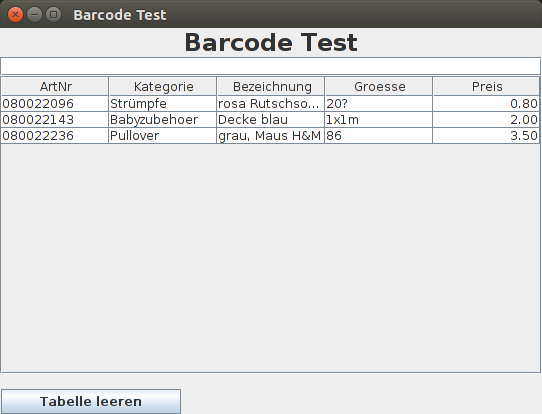 Barcode Test
Barcode Test
ArtNr Kategorie Bezeichnung Groesse Preis
080022096 Strümpfe rosa Rutschso... 20? 0.80
080022143 Babyzubehoer Decke blau 1x1m 2.00
080022236 Pullover grau, Maus H&M 86 3.50
Tabelle leeren